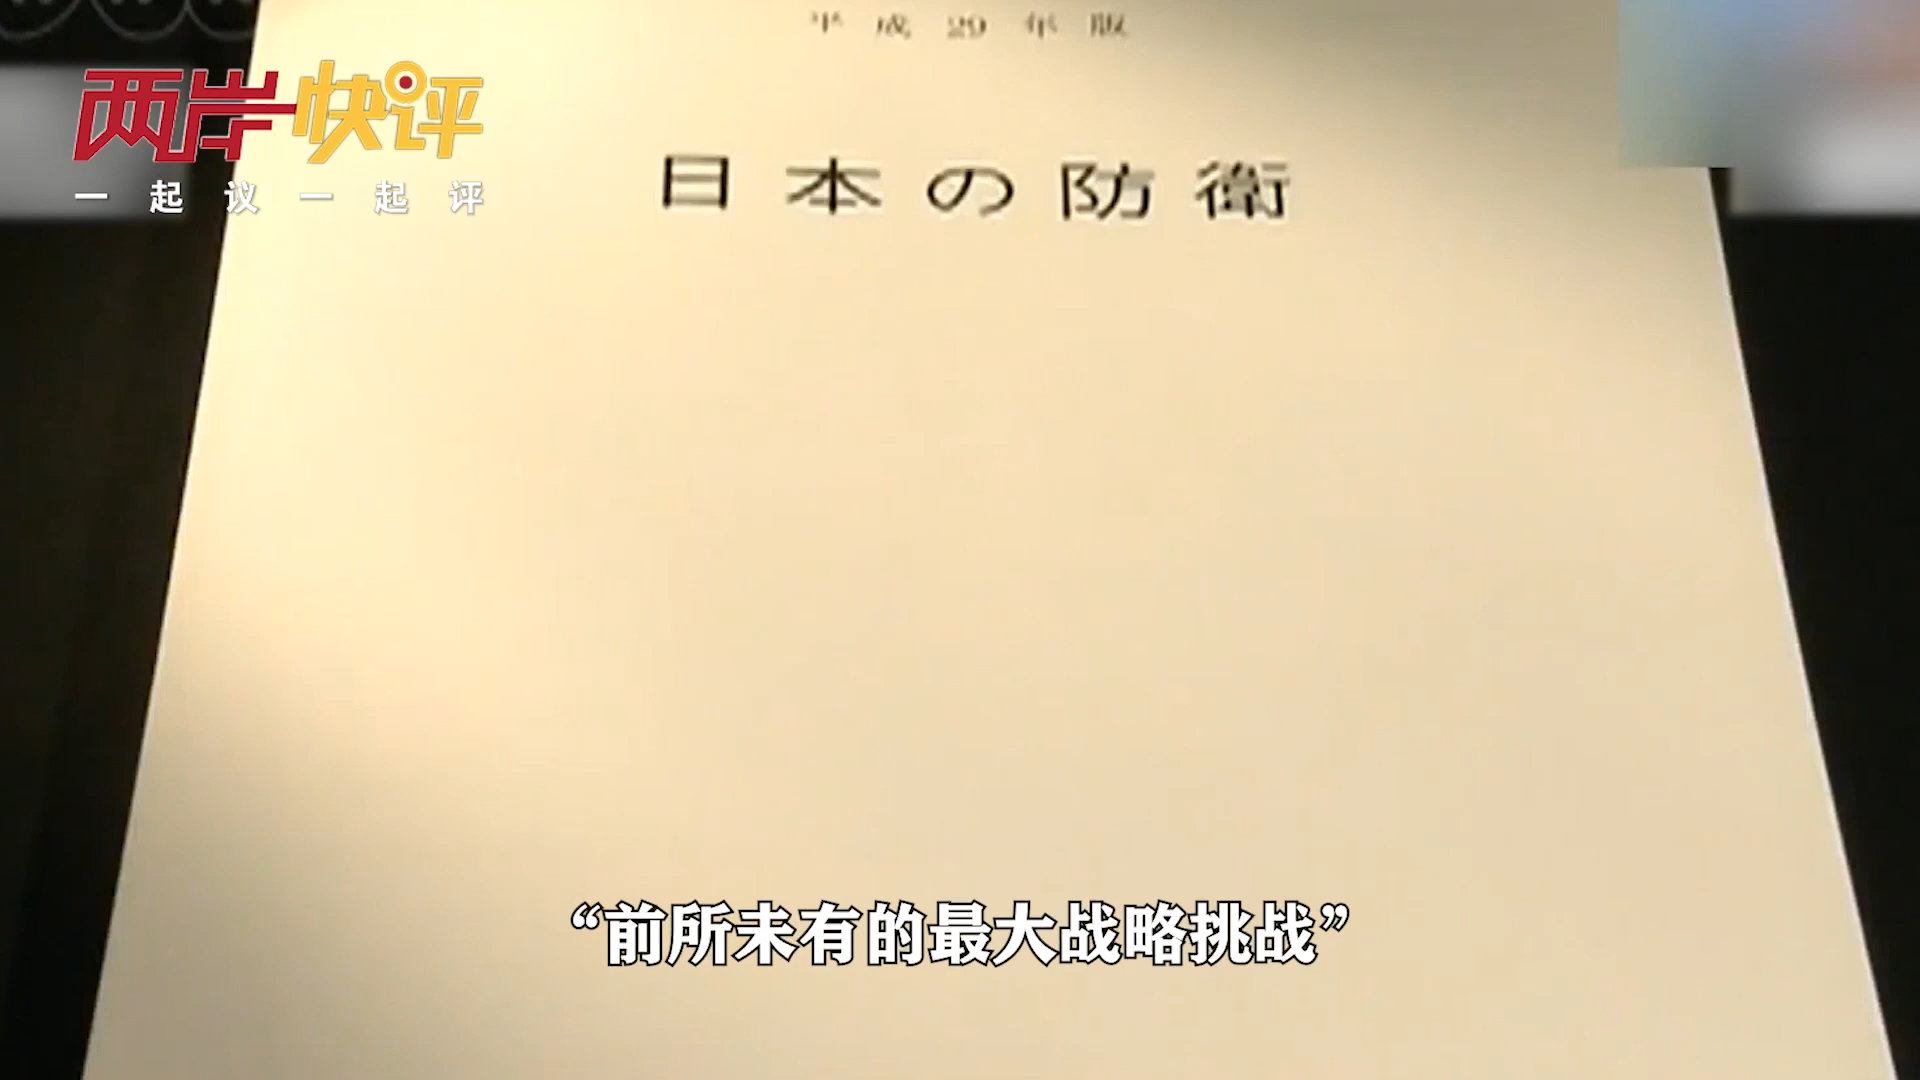 平成29年版
两岸快评
一起议一起评
日本の防衛
“前所未有的最大战略挑战”